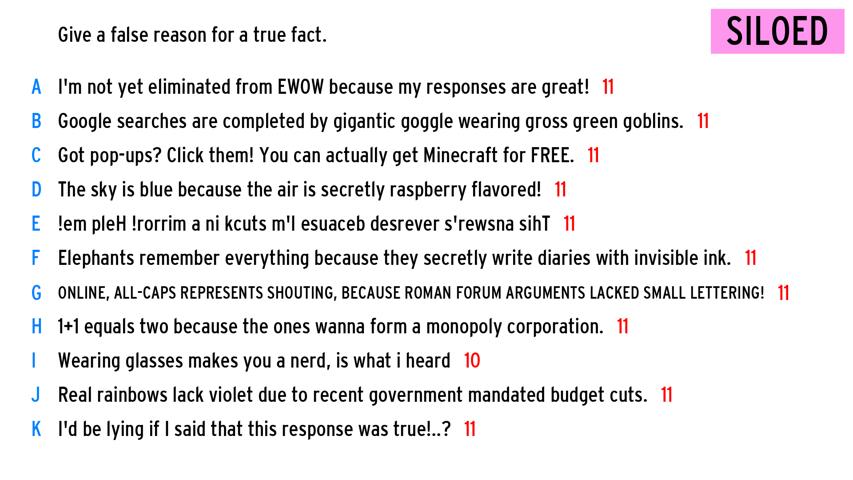 Give a false reason for a true fact.
SILOED
A I'm not yet eliminated from EWOW because my responses are great! 11
B Google searches are completed by gigantic goggle wearing gross green goblins. 11
C Got pop-ups? Click them! You can actually get Minecraft for FREE. 11
D The sky is blue because the air is secretly raspberry flavored! 11
E !em pleH !rorrim a ni kcuts m'I esuaceb desrever s'rewsna sihT 11
F Elephants remember everything because they secretly write diaries with invisible ink. 11
G ONLINE, ALL-CAPS REPRESENTS SHOUTING, BECAUSE ROMAN FORUM ARGUMENTS LACKED SMALL LETTERING! 11
H 1+1 equals two because the ones wanna form a monopoly corporation. 11
I Wearing glasses makes you a nerd, is what i heard 10
J Real rainbows lack violet due to recent government mandated budget cuts. 11
K I'd be lying if I said that this response was true!..? 11